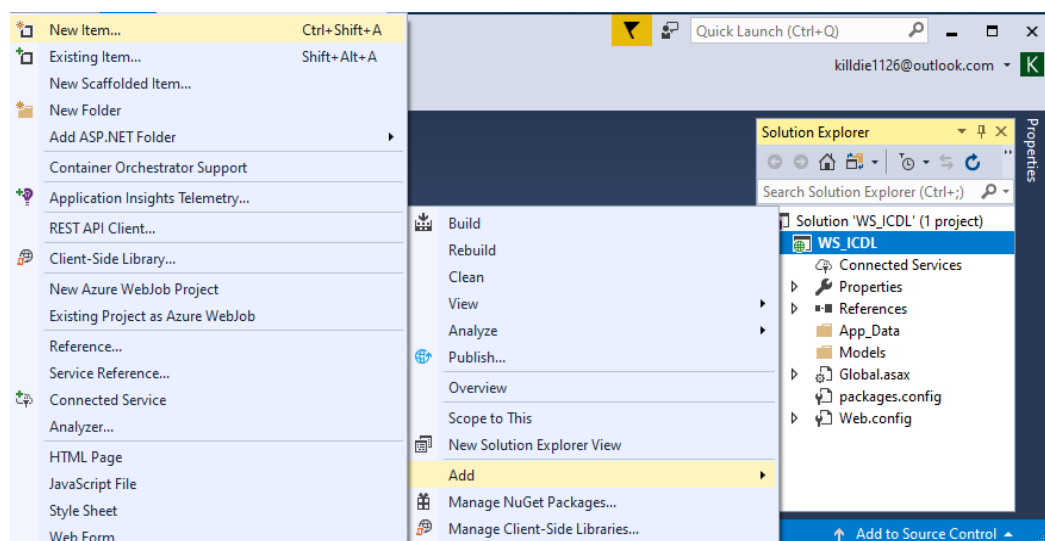 New Item... Ctrl+Shift+A
Existing Item... Shift+Alt+A
New Scaffolded Item...
New Folder
Add ASP.NET Folder
Container Orchestrator Support
Application Insights Telemetry...
REST API Client...
Client-Side Library...
New Azure WebJob Project
Existing Project as Azure WebJob
Reference...
Service Reference...
Connected Service
Analyzer...
HTML Page
JavaScript File
Style Sheet
Web Form
Build
Rebuild
Clean
View
Analyze
Publish...
Overview
Scope to This
New Solution Explorer View
Add
Manage NuGet Packages...
Manage Client-Side Libraries...
Quick Launch (Ctrl+Q)
killdie1126@outlook.com K
Solution Explorer
Search Solution Explorer (Ctrl+;)
Solution 'WS_ICDL' (1 project)
WS_ICDL
Connected Services
Properties
References
App_Data
Models
Global.asax
packages.config
Web.config
Add to Source Control
Properties